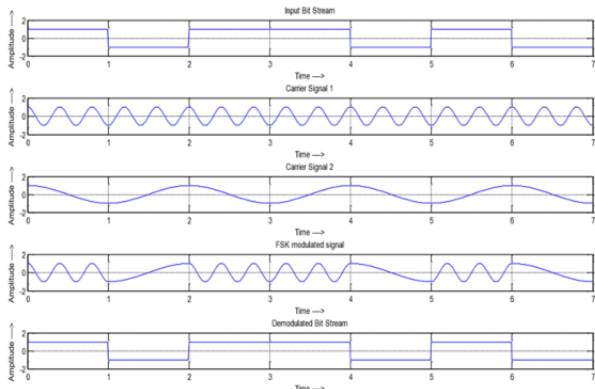 Input Bit Stream
Amplitude --->
2
0
-2
0 1 2 3 4 5 6 7
Time --->
Carrier Signal 1
Amplitude --->
2
0
-2
0 1 2 3 4 5 6 7
Time --->
Carrier Signal 2
Amplitude --->
2
0
-2
0 1 2 3 4 5 6 7
Time --->
FSK modulated signal
Amplitude --->
2
0
-2
0 1 2 3 4 5 6 7
Time --->
Demodulated Bit Stream
Amplitude --->
2
0
-2
0 1 2 3 4 5 6 7
Time --->